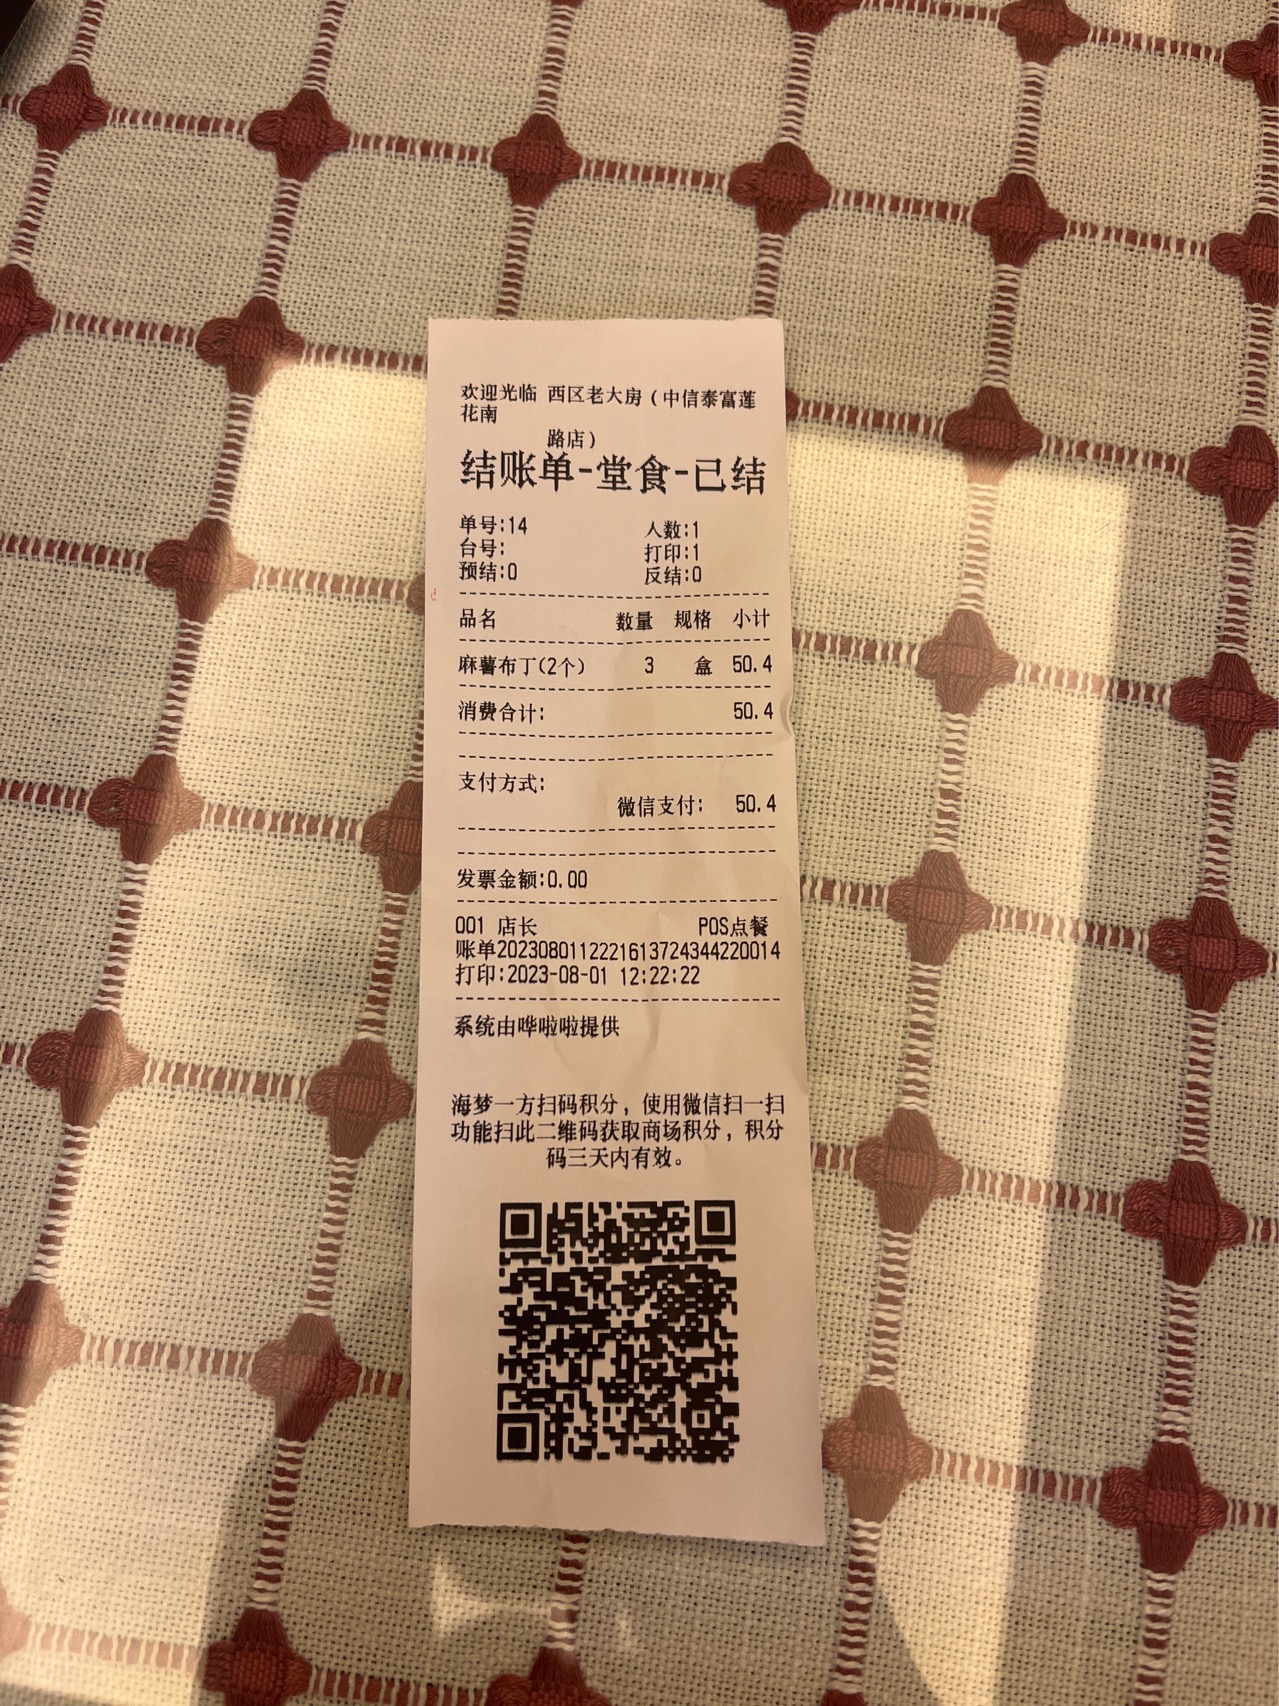 欢迎光临 西区老大房（中信泰富莲
花南
路店）
结账单-堂食-已结
单号:14 人数:1
台号: 打印:1
预结:0 反结:0
品名 数量 规格 小计
麻薯布丁(2个) 3 盒 50.4
消费合计: 50.4
支付方式:
微信支付: 50.4
发票金额:0.00
001 店长 POS点餐
账单20230801122216137243442​20014
打印:2023-08-01 12:22:22
系统由哗啦啦提供
海梦一方扫码积分，使用微信扫一扫
功能扫此二维码获取商场积分，积分
码三天内有效。